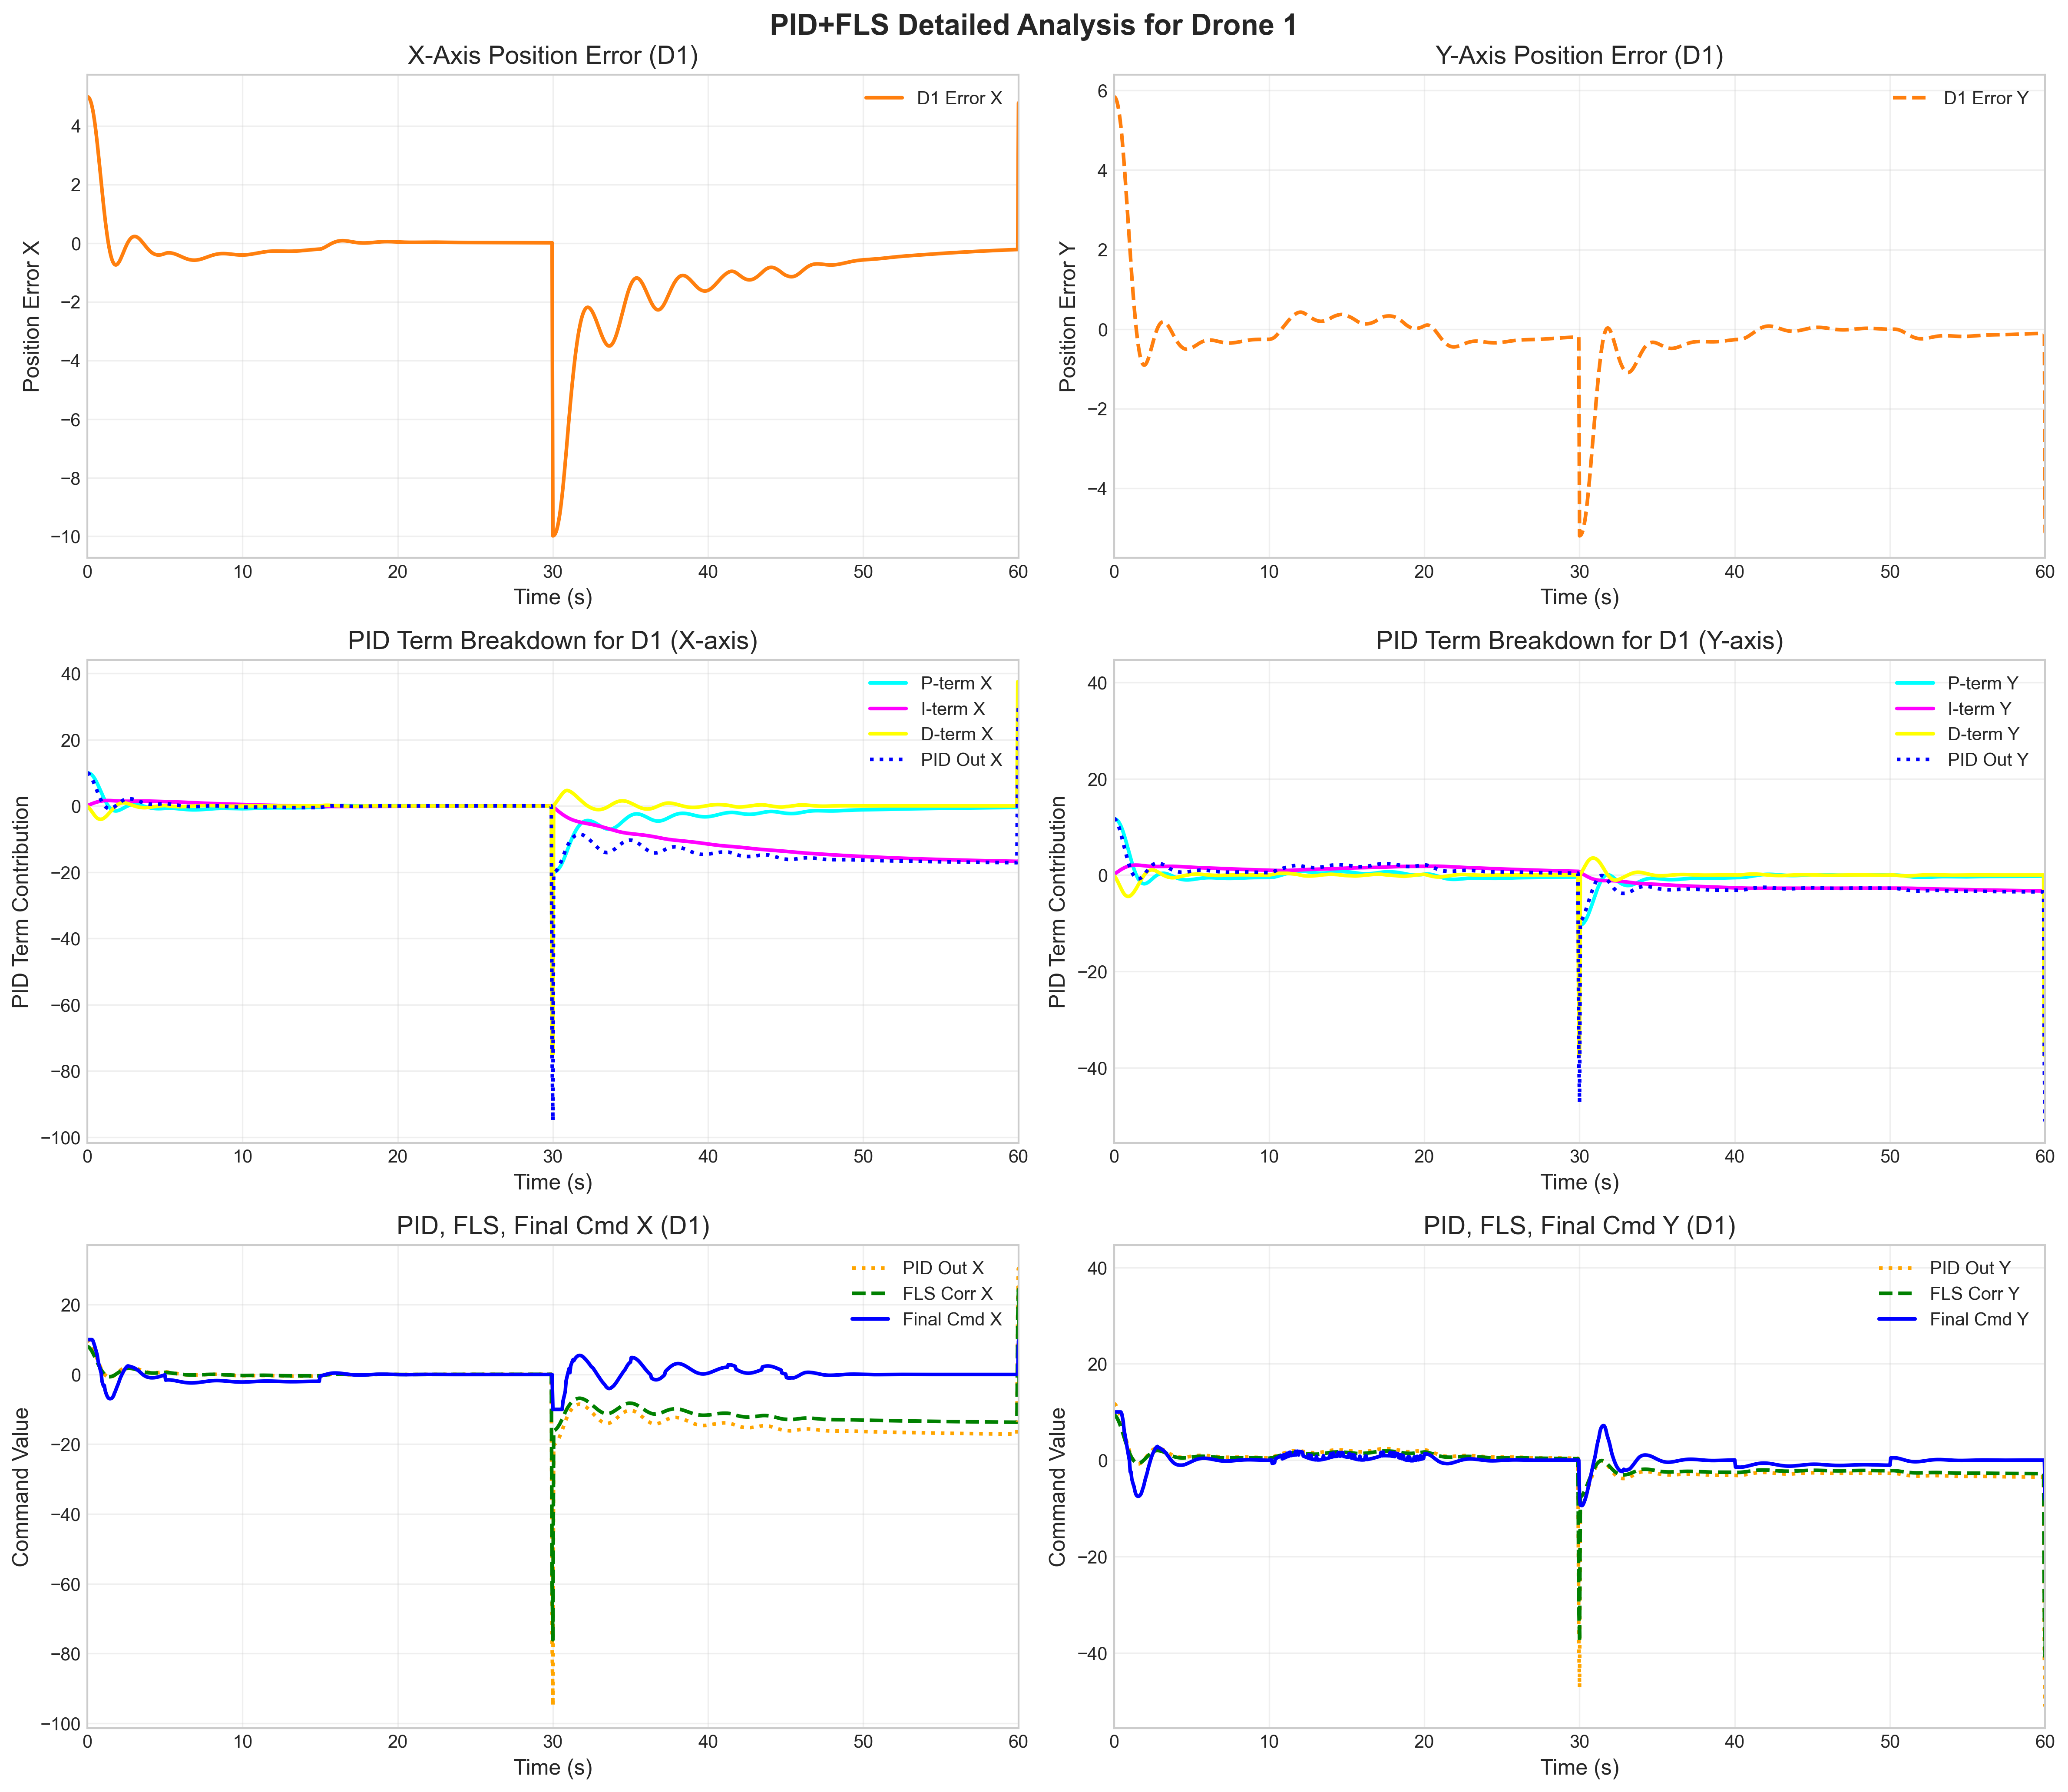 PID+FLS Detailed Analysis for Drone 1
X-Axis Position Error (D1)
D1 Error X
Position Error X
4
2
0
−2
−4
−6
−8
−10
0 10 20 30 40 50 60
Time (s)
Y-Axis Position Error (D1)
D1 Error Y
Position Error Y
6
4
2
0
−2
−4
0 10 20 30 40 50 60
Time (s)
PID Term Breakdown for D1 (X-axis)
P-term X
I-term X
D-term X
PID Out X
PID Term Contribution
40
20
0
−20
−40
−60
−80
−100
0 10 20 30 40 50 60
Time (s)
PID Term Breakdown for D1 (Y-axis)
P-term Y
I-term Y
D-term Y
PID Out Y
PID Term Contribution
40
20
0
−20
−40
0 10 20 30 40 50 60
Time (s)
PID, FLS, Final Cmd X (D1)
PID Out X
FLS Corr X
Final Cmd X
Command Value
20
0
−20
−40
−60
−80
−100
0 10 20 30 40 50 60
Time (s)
PID, FLS, Final Cmd Y (D1)
PID Out Y
FLS Corr Y
Final Cmd Y
Command Value
40
20
0
−20
−40
0 10 20 30 40 50 60
Time (s)